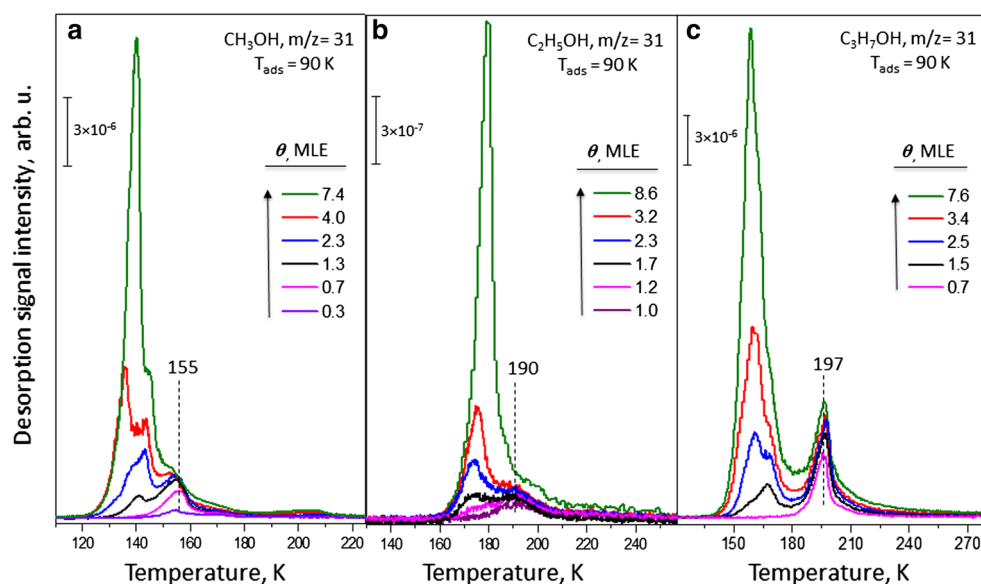 a
CH₃OH, m/z= 31
T_ads = 90 K
3×10⁻⁶
θ, MLE
7.4
4.0
2.3
1.3
0.7
0.3
155
120 140 160 180 200 220
Temperature, K
b
C₂H₅OH, m/z= 31
T_ads = 90 K
3×10⁻⁷
θ, MLE
8.6
3.2
2.3
1.7
1.2
1.0
190
140 160 180 200 220 240
Temperature, K
c
C₃H₇OH, m/z = 31
T_ads = 90 K
3×10⁻⁶
θ, MLE
7.6
3.4
2.5
1.5
0.7
197
150 180 210 240 270
Temperature, K
Desorption signal intensity, arb. u.